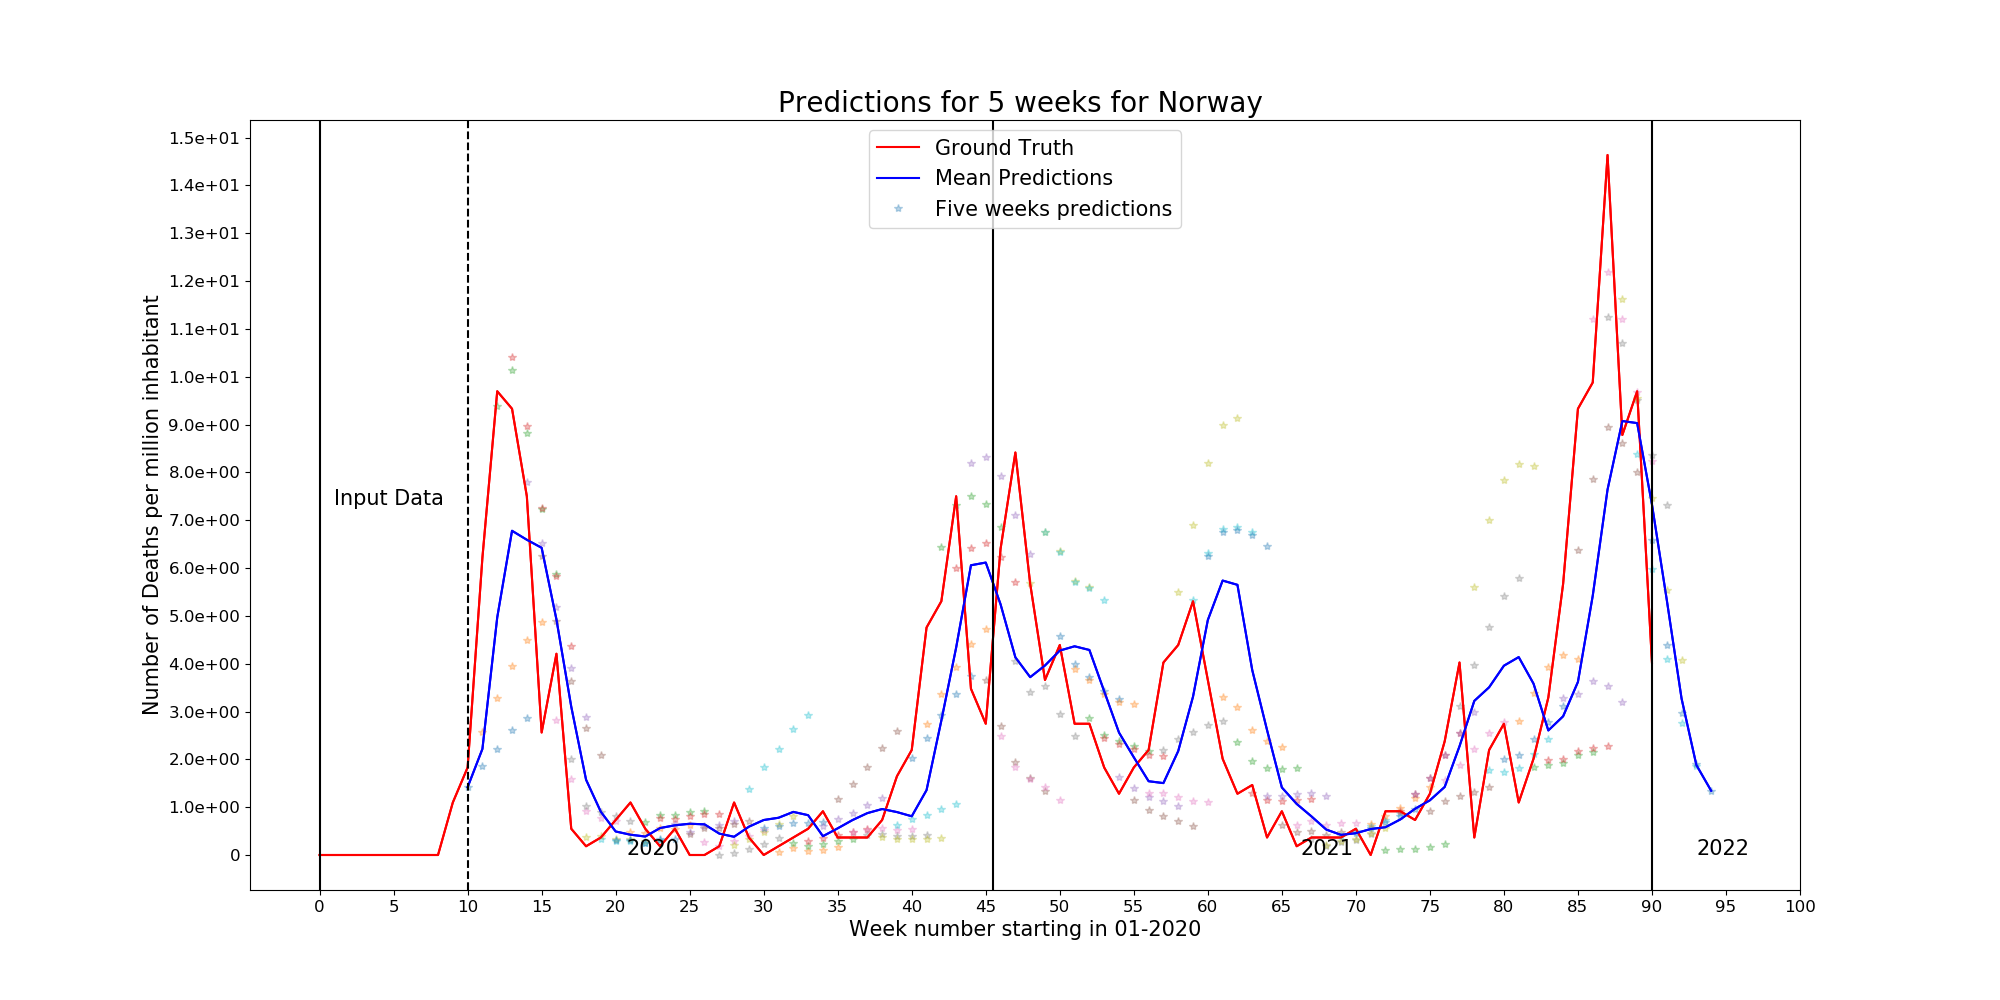 Predictions for 5 weeks for Norway
Ground Truth
Mean Predictions
Five weeks predictions
Number of Deaths per million inhabitant
1.5e+01
1.4e+01
1.3e+01
1.2e+01
1.1e+01
1.0e+01
9.0e+00
8.0e+00
7.0e+00
6.0e+00
5.0e+00
4.0e+00
3.0e+00
2.0e+00
1.0e+00
0
Input Data
2020
2021
2022
0 5 10 15 20 25 30 35 40 45 50 55 60 65 70 75 80 85 90 95 100
Week number starting in 01-2020